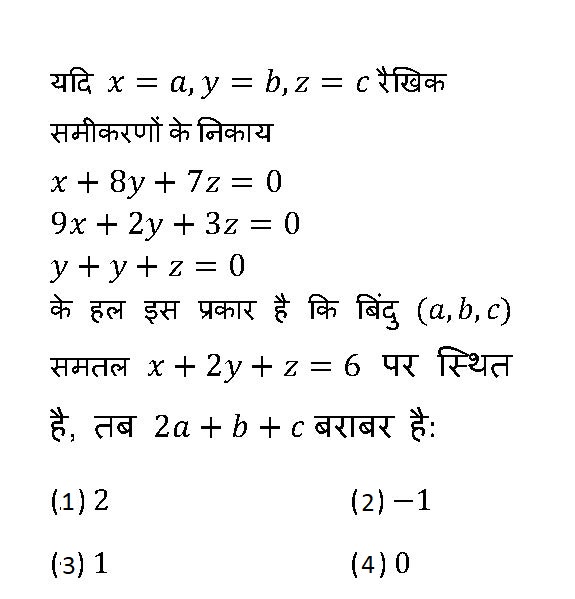 यदि x = a, y = b, z = c रैखिक
समीकरणों के निकाय
x + 8y + 7z = 0
9x + 2y + 3z = 0
y + y + z = 0
के हल इस प्रकार है कि बिंदु (a, b, c)
समतल x + 2y + z = 6 पर स्थित
है, तब 2a + b + c बराबर है:
(1) 2 (2) −1
(3) 1 (4) 0